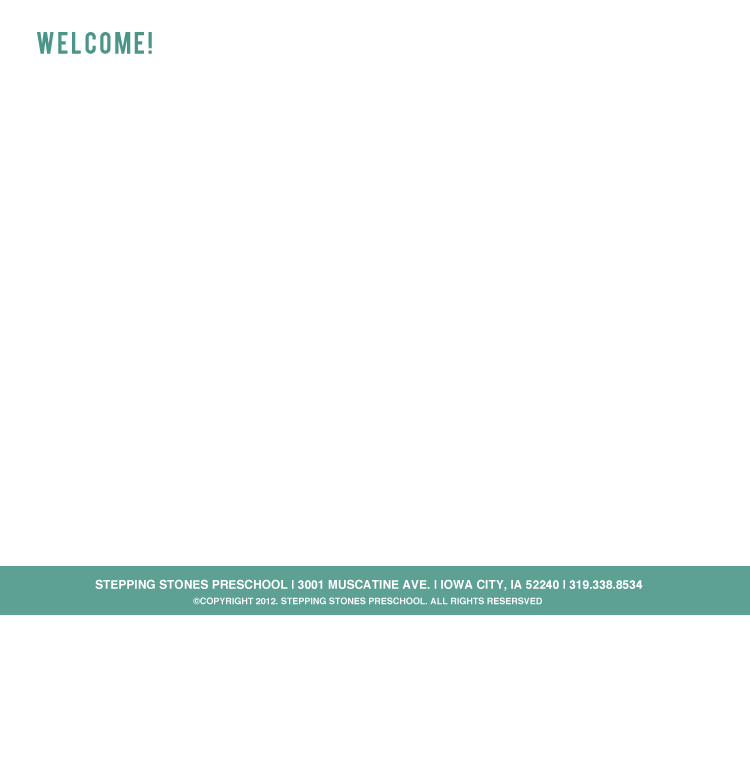 WELCOME!
STEPPING STONES PRESCHOOL | 3001 MUSCATINE AVE. | IOWA CITY, IA 52240 | 319.338.8534
©COPYRIGHT 2012. STEPPING STONES PRESCHOOL. ALL RIGHTS RESERSVED